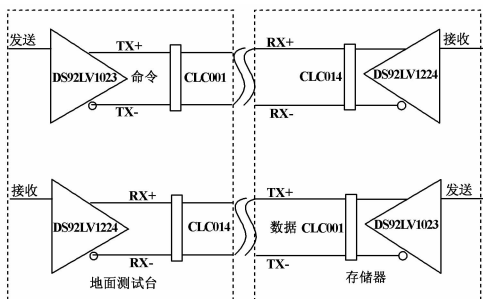 发送
TX+
RX+
接收
DS92LV1023
命令
CLC001
CLC014
DS92LV1224
TX-
RX-
接收
RX+
TX+
发送
DS92LV1224
CLC014
数据
CLC001
DS92LV1023
RX-
TX-
地面测试台
存储器